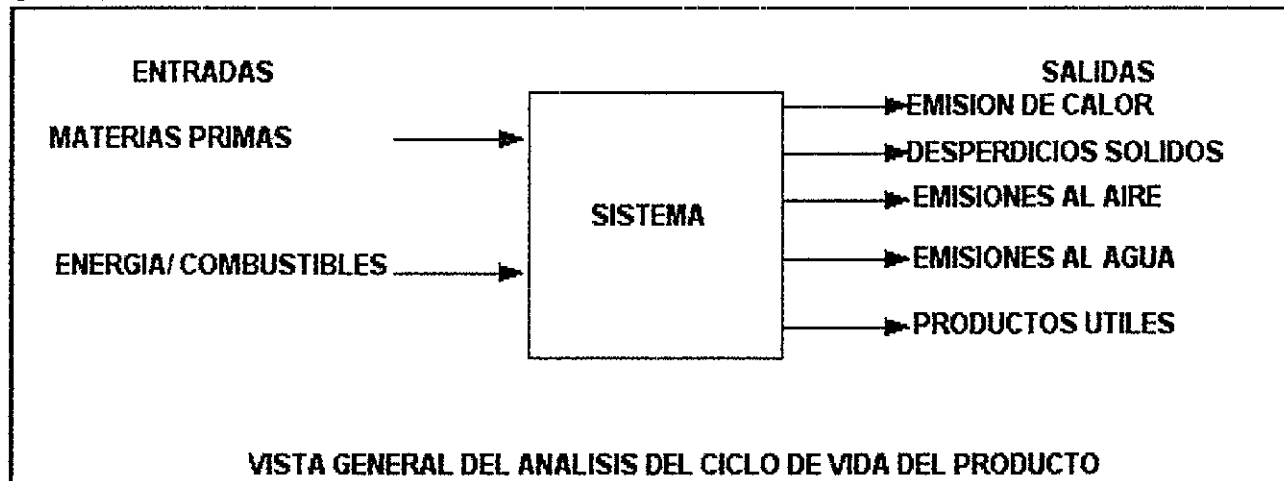 ENTRADAS
SALIDAS
EMISION DE CALOR
MATERIAS PRIMAS
DESPERDICIOS SOLIDOS
SISTEMA
EMISIONES AL AIRE
ENERGIA/ COMBUSTIBLES
EMISIONES AL AGUA
PRODUCTOS UTILES
VISTA GENERAL DEL ANALISIS DEL CICLO DE VIDA DEL PRODUCTO